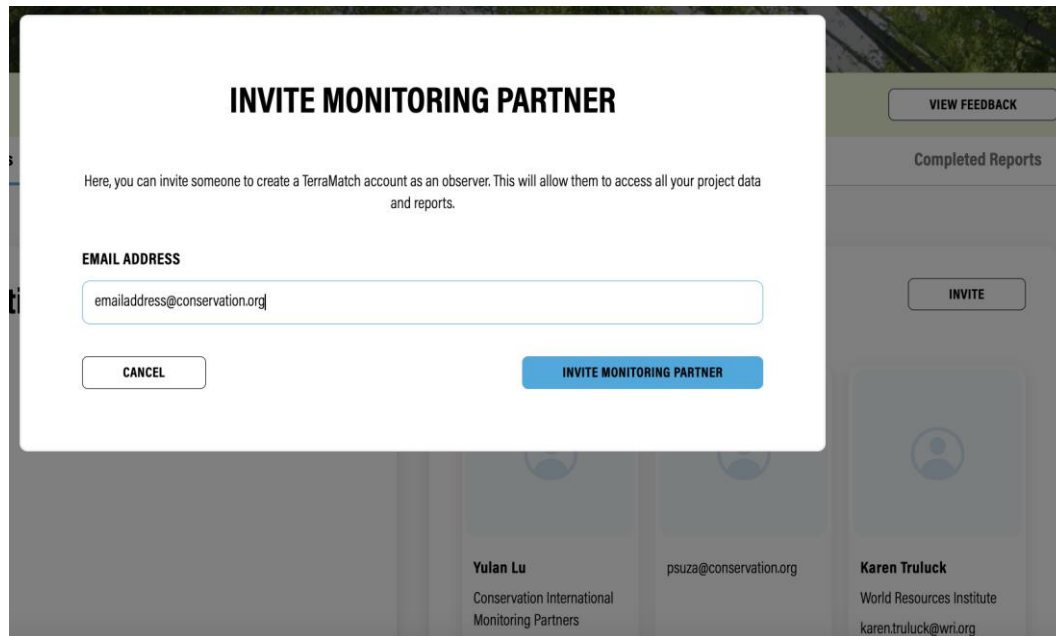 INVITE MONITORING PARTNER
VIEW FEEDBACK
Completed Reports
Here, you can invite someone to create a TerraMatch account as an observer. This will allow them to access all your project data
and reports.
EMAIL ADDRESS
emailaddress@conservation.org
INVITE
CANCEL
INVITE MONITORING PARTNER
Yulan Lu
Conservation International
Monitoring Partners
psuza@conservation.org
Karen Truluck
World Resources Institute
karen.truluck@wri.org